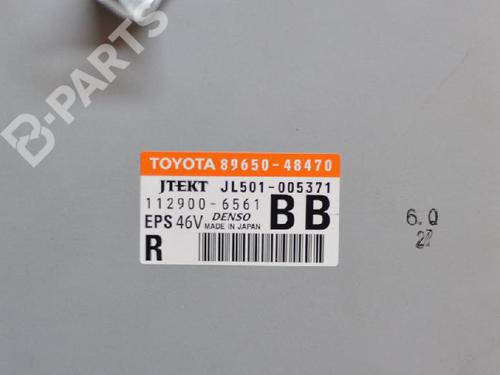 B-PARTS
B-PARTS
TOYOTA 89650-48470
JTEKT JL501-005371
112900-6561 BB
EPS 46V DENSO
MADE IN JAPAN
R
6.0
27